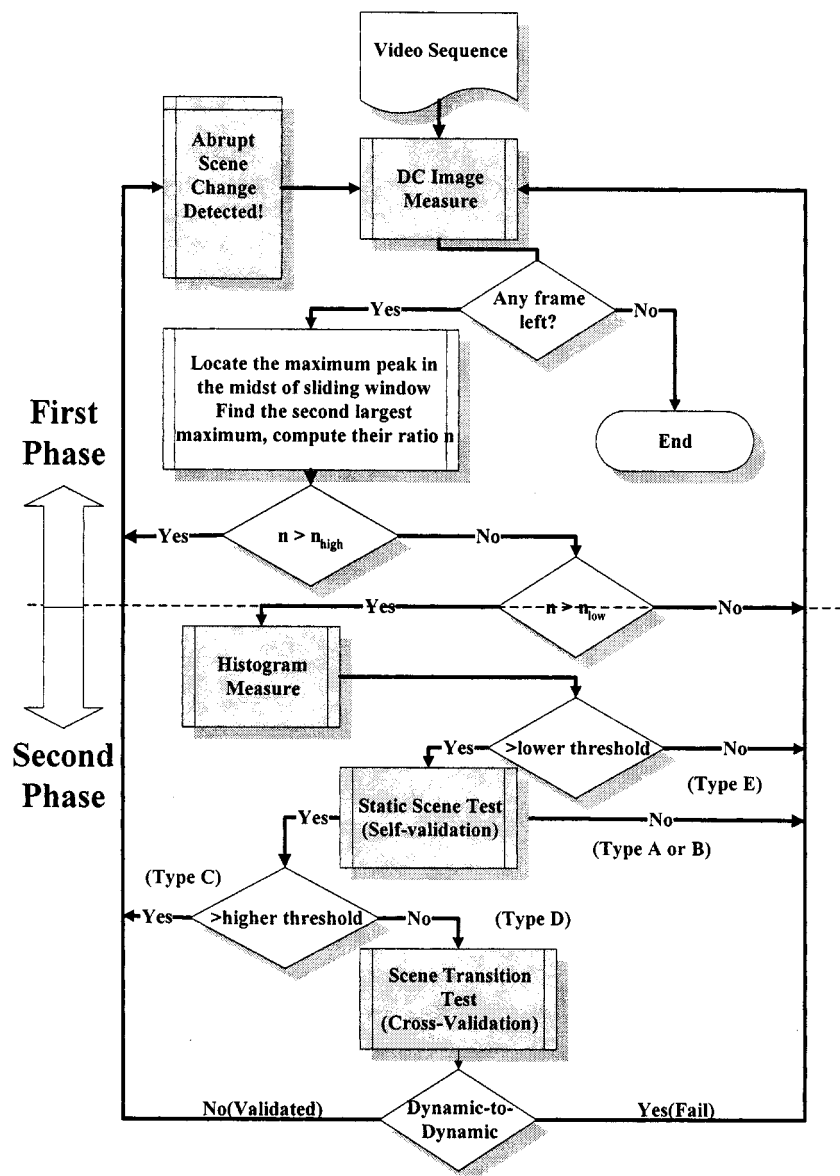 Video Sequence
Abrupt
Scene
Change
Detected!
DC Image
Measure
Any frame
left?
Yes
No
Locate the maximum peak in
the midst of sliding window
Find the second largest
maximum, compute their ratio n
End
First
Phase
Yes
n > n_high
No
Yes
n > n_low
No
Histogram
Measure
Second
Phase
Yes
>lower threshold
No
(Type E)
Static Scene Test
(Self-validation)
Yes
No
(Type A or B)
(Type C)
Yes
>higher threshold
No
(Type D)
Scene Transition
Test
(Cross-Validation)
No(Validated)
Dynamic-to-
Dynamic
Yes(Fail)